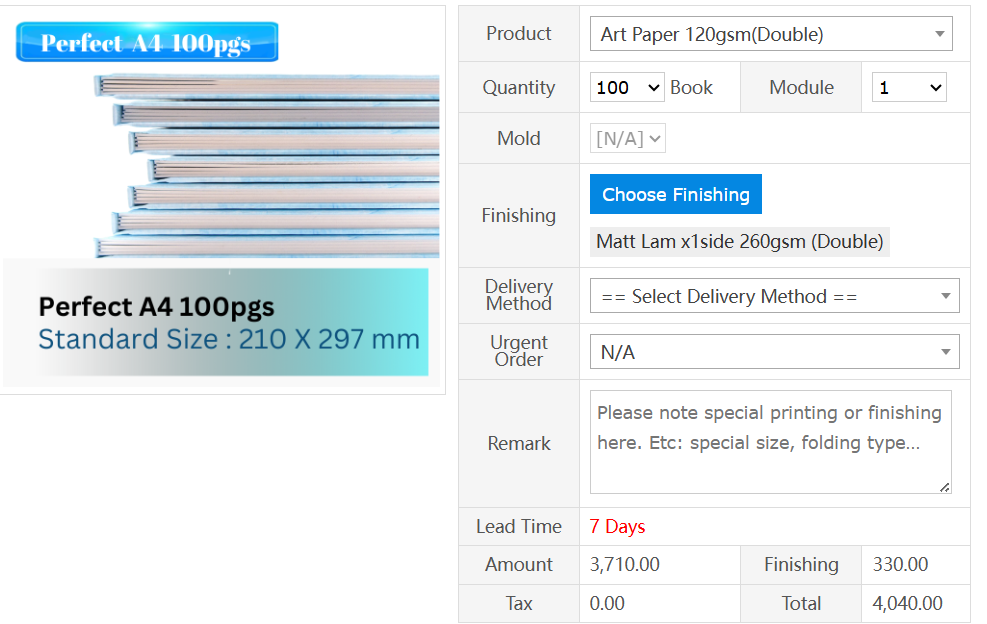 Perfect A4 100pgs
Perfect A4 100pgs
Standard Size : 210 X 297 mm
Product
Art Paper 120gsm(Double)
Quantity
100 Book
Module
1
Mold
[N/A]
Finishing
Choose Finishing
Matt Lam x1side 260gsm (Double)
Delivery
Method
== Select Delivery Method ==
Urgent
Order
N/A
Remark
Please note special printing or finishing
here. Etc: special size, folding type...
Lead Time
7 Days
Amount
3,710.00
Finishing
330.00
Tax
0.00
Total
4,040.00